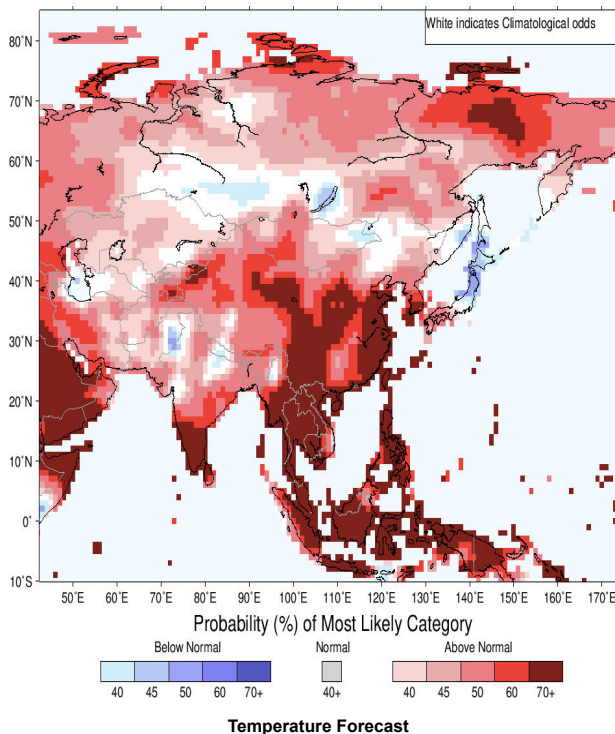 White indicates Climatological odds
80˚N
70˚N
60˚N
50˚N
40˚N
30˚N
20˚N
10˚N
0˚
10˚S
50˚E 60˚E 70˚E 80˚E 90˚E 100˚E 110˚E 120˚E 130˚E 140˚E 150˚E 160˚E 170˚E
Probability (%) of Most Likely Category
Below Normal Normal Above Normal
40 45 50 60 70+ 40+ 40 45 50 60 70+
Temperature Forecast